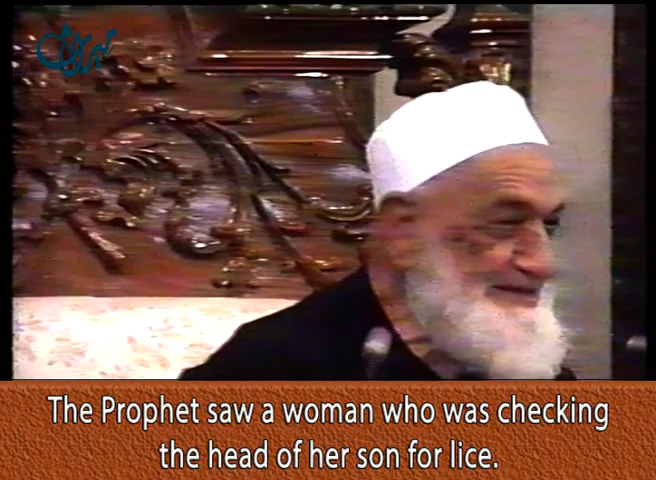 The Prophet saw a woman who was checking
the head of her son for lice.